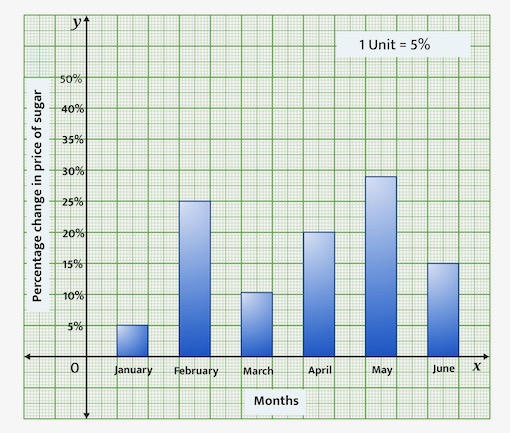 y
1 Unit = 5%
Percentage change in price of sugar
50%
40%
35%
30%
25%
20%
15%
10%
5%
0
January February March April May June x
Months